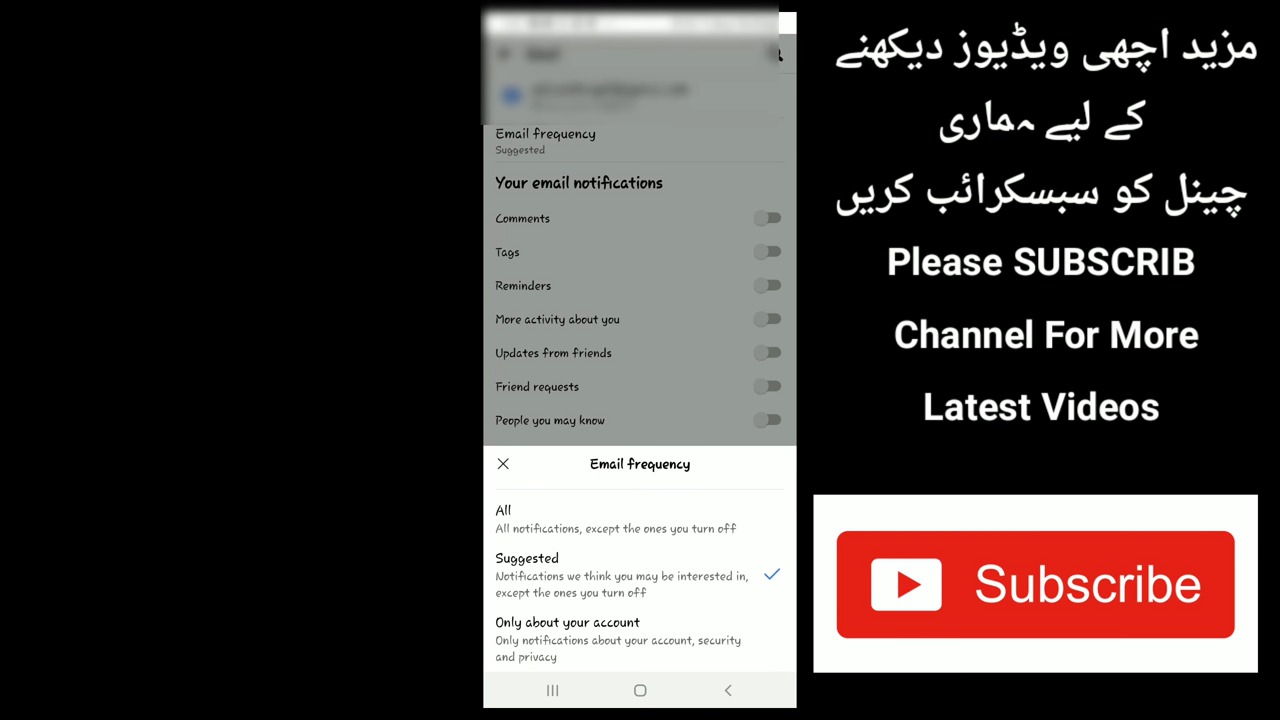 Email frequency
Suggested
Your email notifications
Comments
Tags
Reminders
More activity about you
Updates from friends
Friend requests
People you may know
Email frequency
All
All notifications, except the ones you turn off
Suggested
Notifications we think you may be interested in,
except the ones you turn off
Only about your account
Only notifications about your account, security
and privacy
مزید اچھی ویڈیوز دیکھنے
کے لیے ہماری
چینل کو سبسکرائب کریں
Please SUBSCRIB
Channel For More
Latest Videos
Subscribe